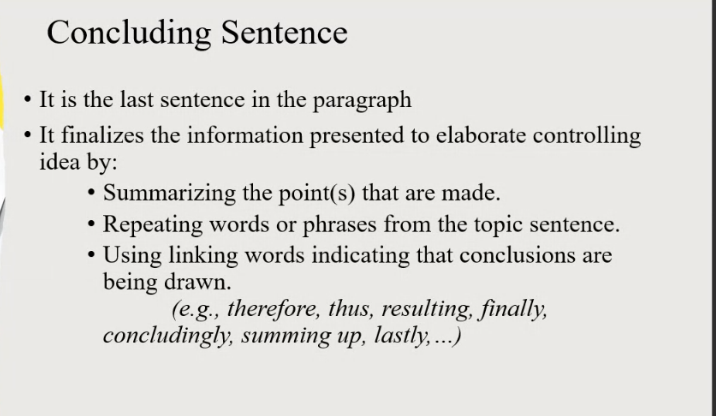 Concluding Sentence
• It is the last sentence in the paragraph
• It finalizes the information presented to elaborate controlling
idea by:
• Summarizing the point(s) that are made.
• Repeating words or phrases from the topic sentence.
• Using linking words indicating that conclusions are
being drawn.
(e.g., therefore, thus, resulting, finally,
concludingly, summing up, lastly,…)